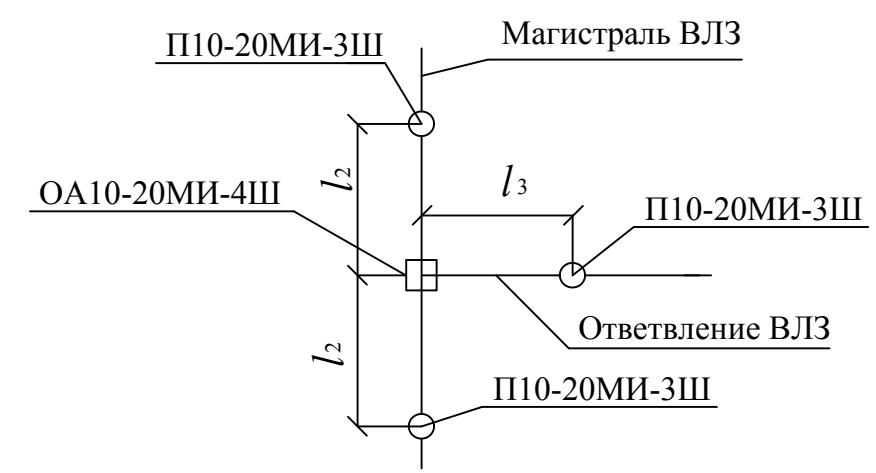 Магистраль ВЛЗ
П10-20МИ-3Ш
l2
l3
ОА10-20МИ-4Ш
П10-20МИ-3Ш
Ответвление ВЛЗ
l2
П10-20МИ-3Ш